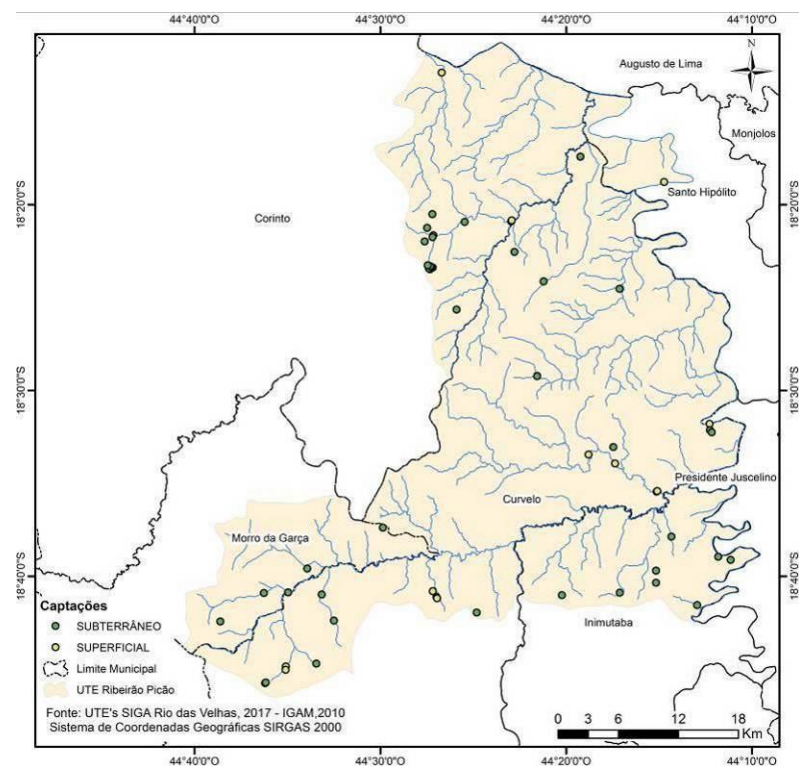 44°40'0"O 44°30'0"O 44°20'0"O 44°10'0"O
N
Augusto de Lima
Monjolos
Santo Hipólito
18°20'0"S 18°20'0"S
Corinto
18°30'0"S 18°30'0"S
Presidente Juscelino
Curvelo
Morro da Garça
18°40'0"S 18°40'0"S
Inimutaba
Captações
SUBTERRÂNEO
SUPERFICIAL
Limite Municipal
UTE Ribeirão Picão
Fonte: UTE's SIGA Rio das Velhas, 2017 - IGAM,2010
Sistema de Coordenadas Geográficas SIRGAS 2000
0 3 6 12 18
Km
44°40'0"O 44°30'0"O 44°20'0"O 44°10'0"O